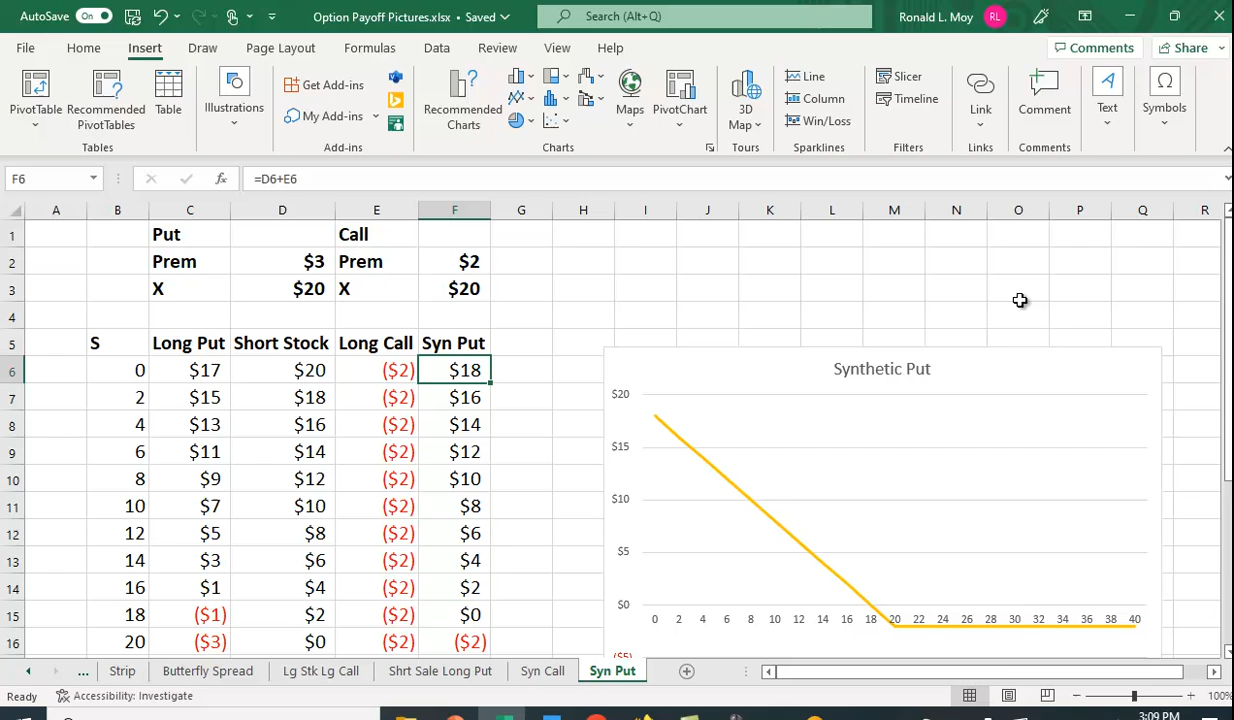 AutoSave On Option Payoff Pictures.xlsx • Saved Search (Alt+Q) Ronald L. Moy RL
File Home Insert Draw Page Layout Formulas Data Review View Help Comments Share
PivotTable Recommended PivotTables Table Illustrations Get Add-ins My Add-ins Recommended Charts Maps PivotChart 3D Map Line Column Win/Loss Slicer Timeline Link Comment Text Symbols
Tables Add-ins Charts Tours Sparklines Filters Links Comments
F6 fx =D6+E6
A B C D E F G H I J K L M N O P Q R
1 Put Call
2 Prem $3 Prem $2
3 X $20 X $20
4
5 S Long Put Short Stock Long Call Syn Put
6 0 $17 $20 ($2) $18
7 2 $15 $18 ($2) $16
8 4 $13 $16 ($2) $14
9 6 $11 $14 ($2) $12
10 8 $9 $12 ($2) $10
11 10 $7 $10 ($2) $8
12 12 $5 $8 ($2) $6
13 14 $3 $6 ($2) $4
14 16 $1 $4 ($2) $2
15 18 ($1) $2 ($2) $0
16 20 ($3) $0 ($2) ($2)
Synthetic Put
$20
$15
$10
$5
$0
0 2 4 6 8 10 12 14 16 18 20 22 24 26 28 30 32 34 36 38 40
($5)
... Strip Butterfly Spread Lg Stk Lg Call Shrt Sale Long Put Syn Call Syn Put
Ready Accessibility: Investigate 100%
3:09 PM